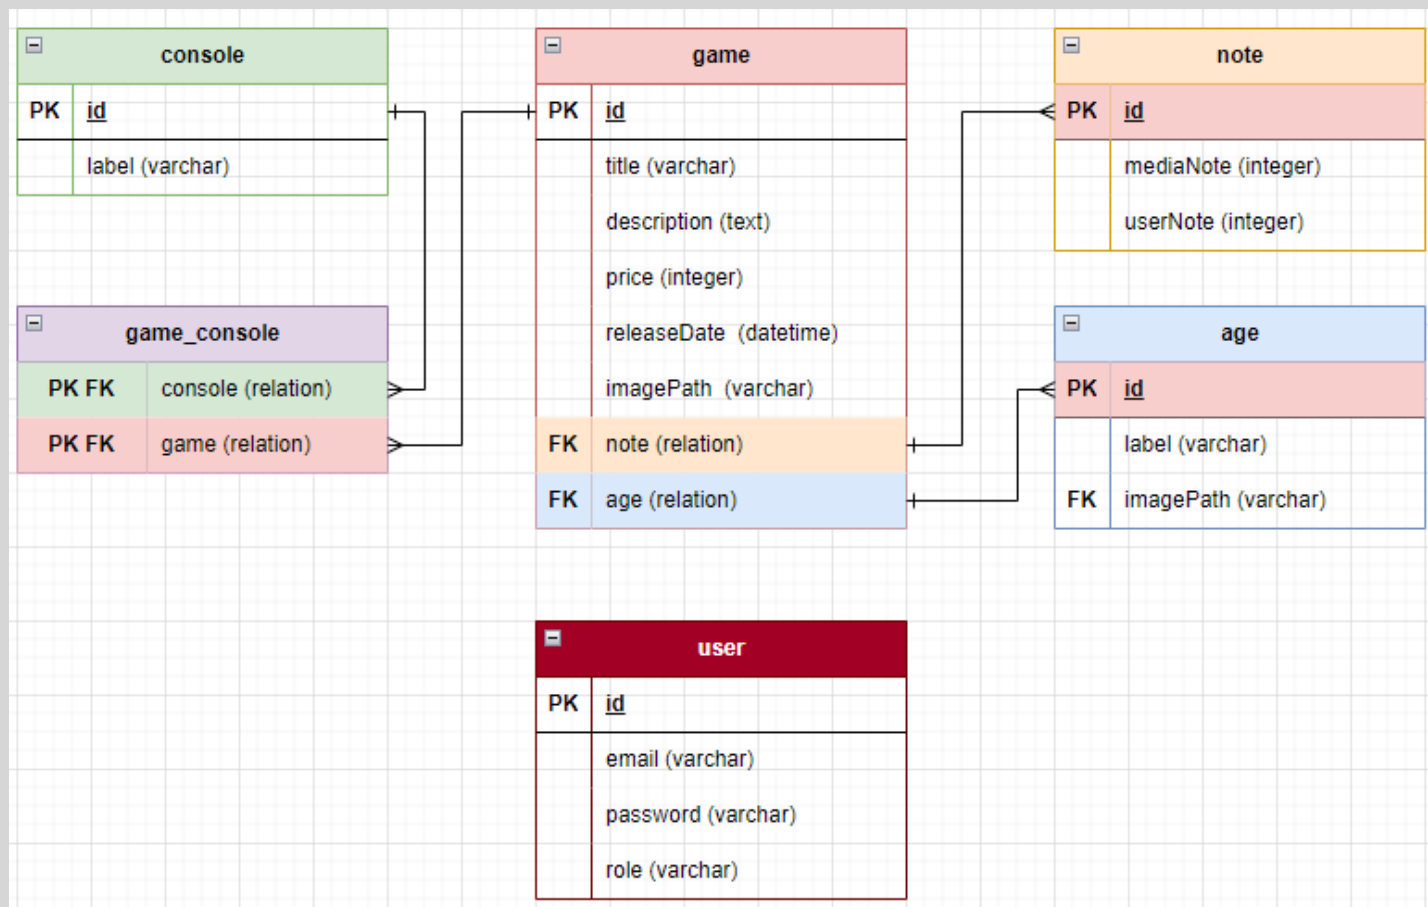 console
PK id
label (varchar)
game_console
PK FK console (relation)
PK FK game (relation)
game
PK id
title (varchar)
description (text)
price (integer)
releaseDate (datetime)
imagePath (varchar)
FK note (relation)
FK age (relation)
note
PK id
mediaNote (integer)
userNote (integer)
age
PK id
label (varchar)
FK imagePath (varchar)
user
PK id
email (varchar)
password (varchar)
role (varchar)